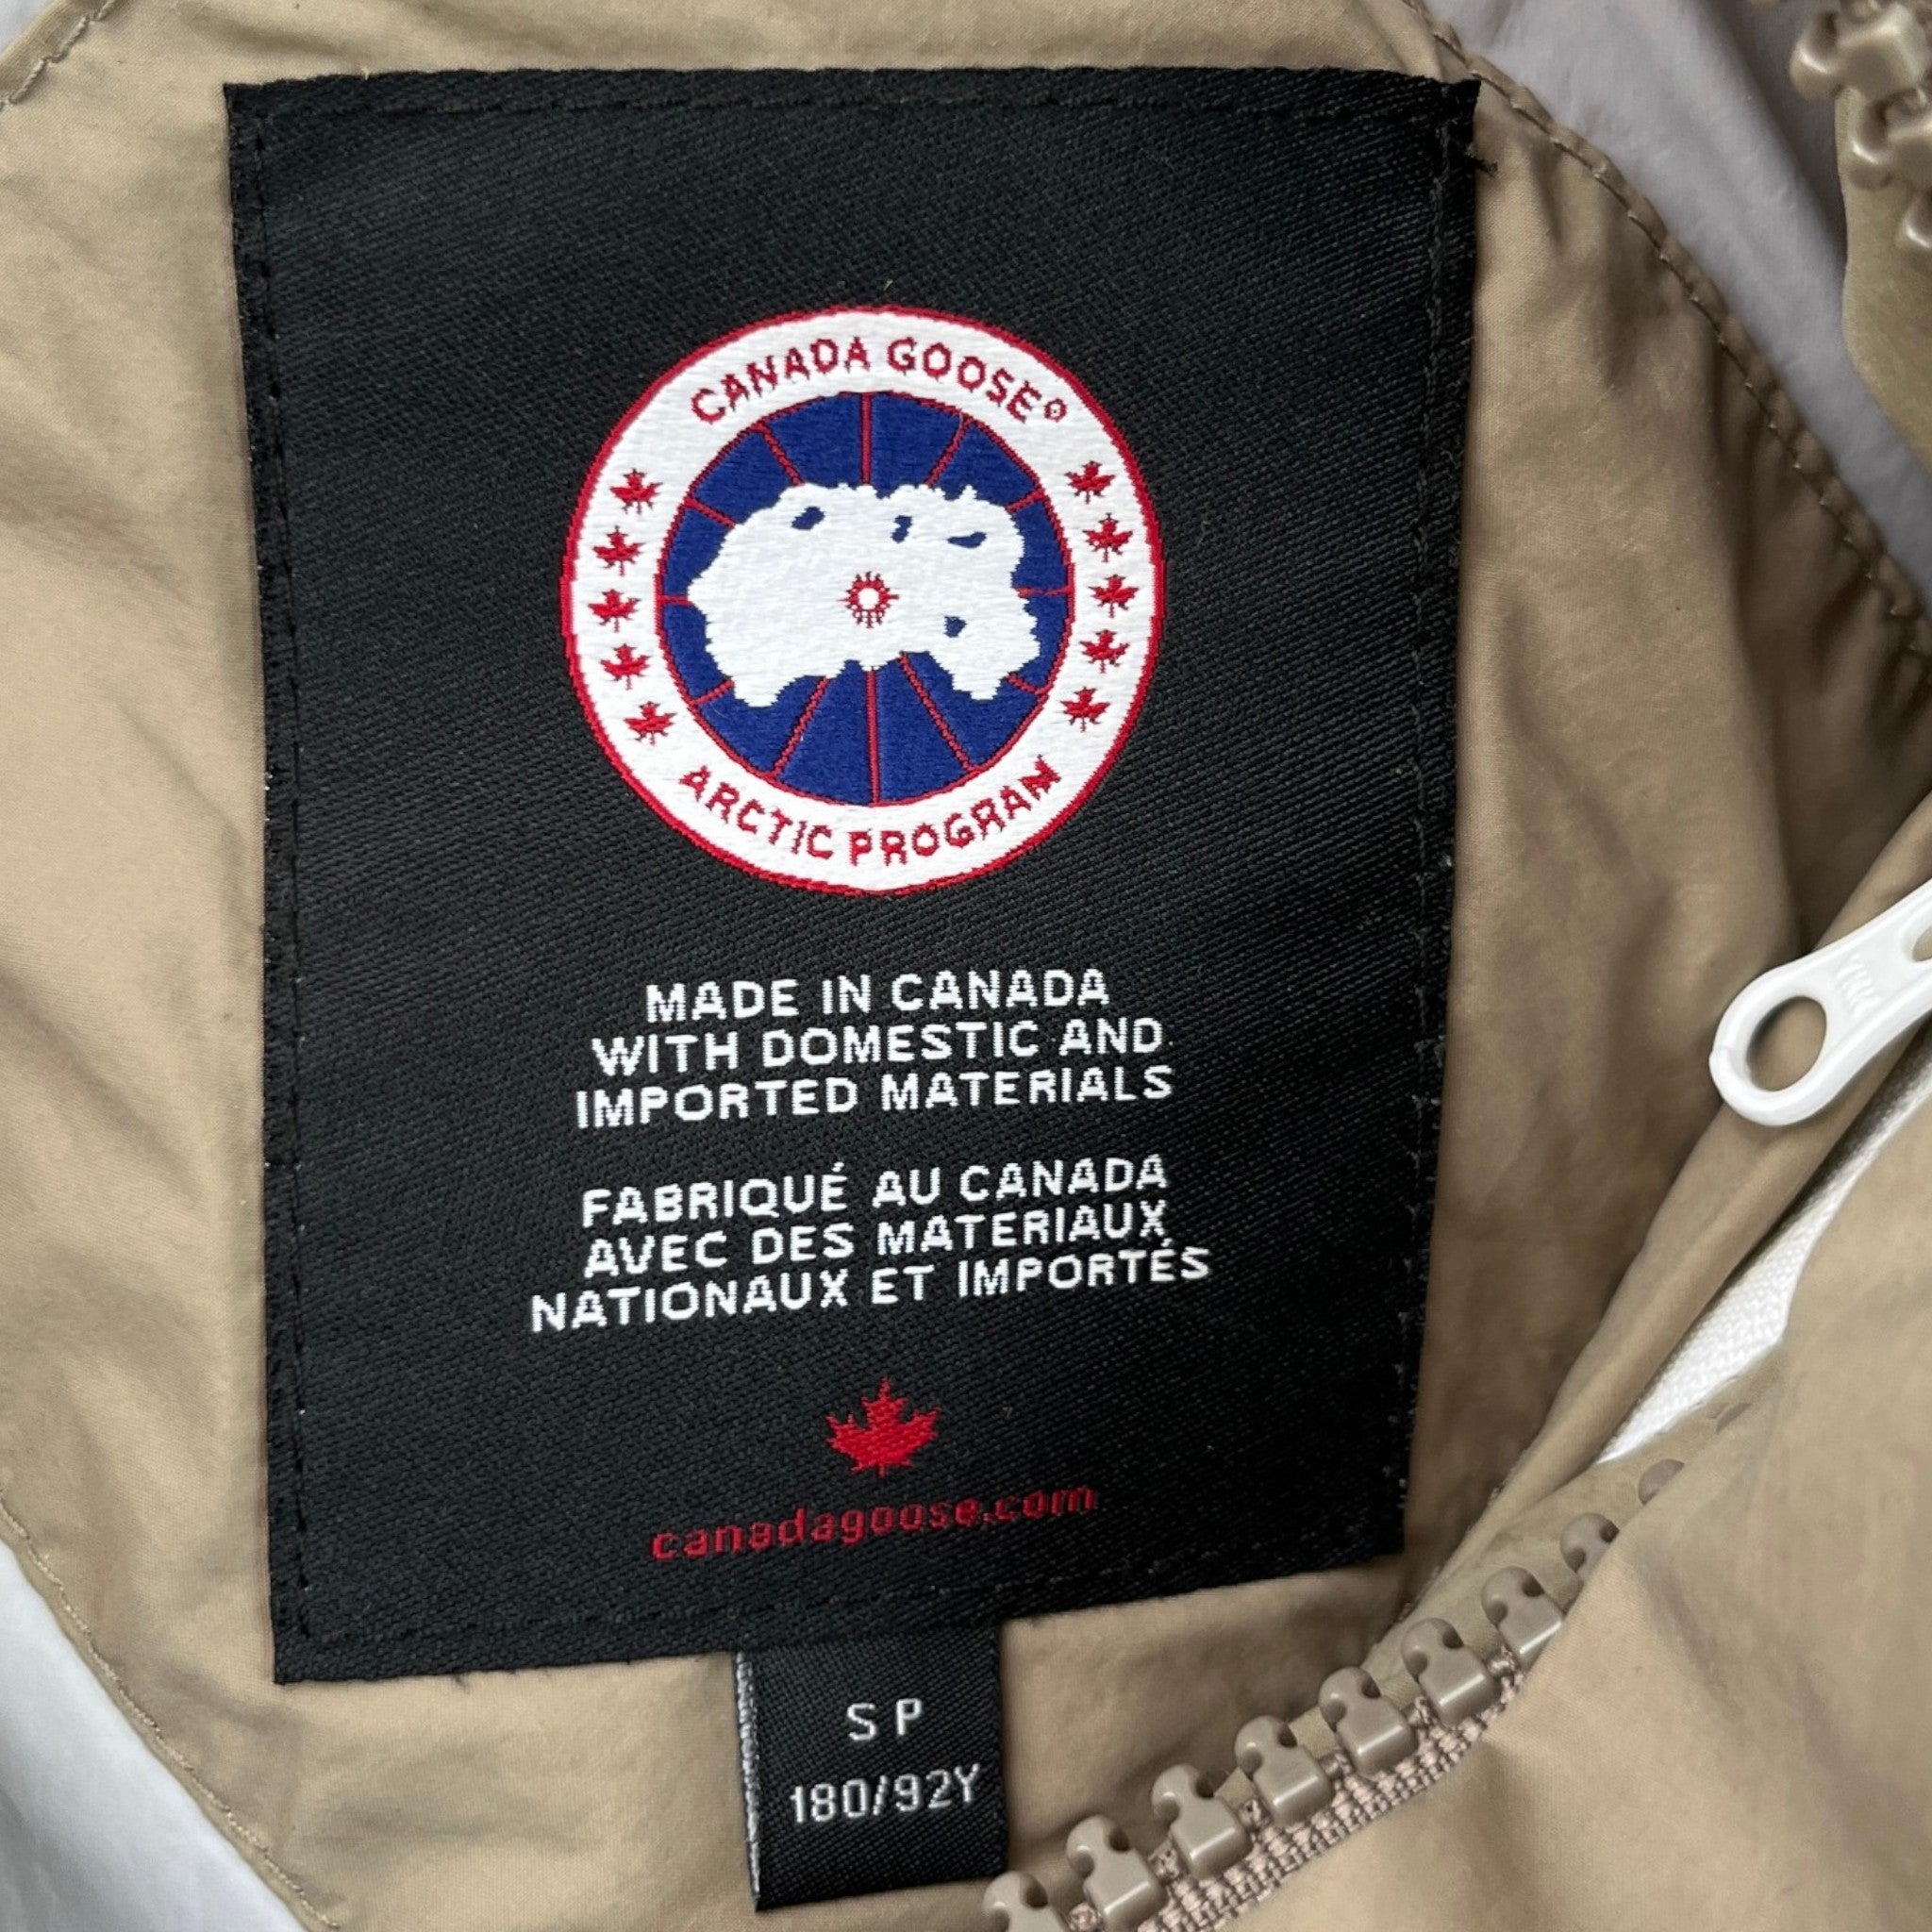 CANADA GOOSE®
ARCTIC PROGRAM
MADE IN CANADA
WITH DOMESTIC AND
IMPORTED MATERIALS
FABRIQUÉ AU CANADA
AVEC DES MATERIAUX
NATIONAUX ET IMPORTÉS
canadagoose.com
S P
180/92Y